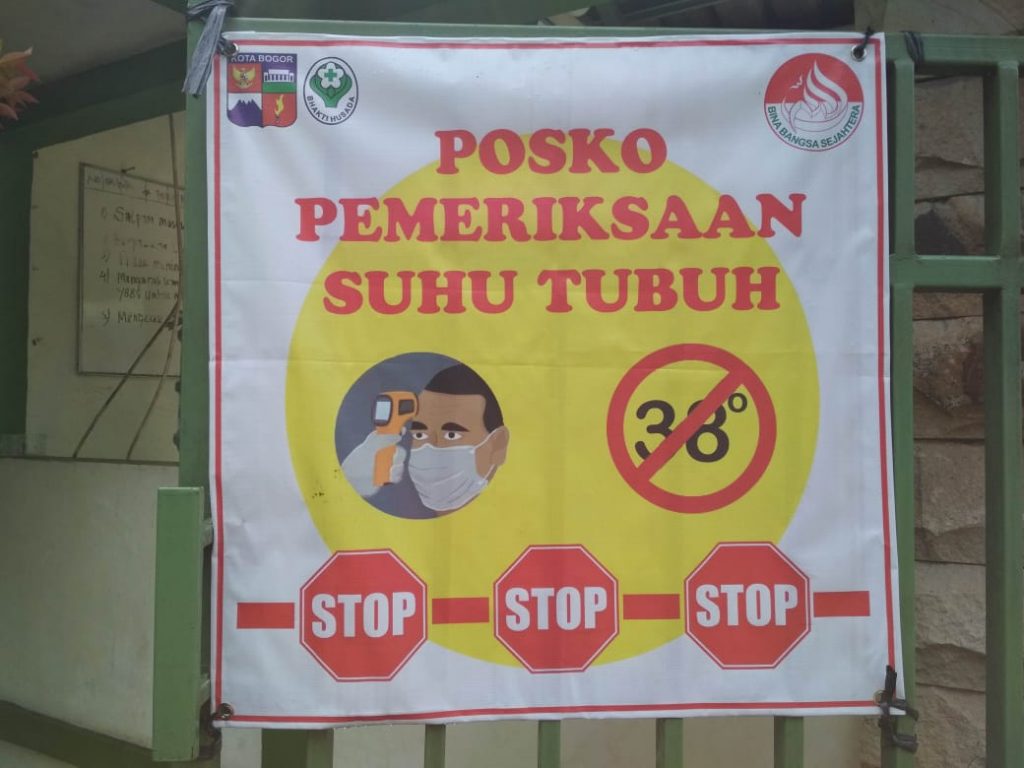 KOTA BOGOR
BHAKTI HUSADA
BINA BANGSA SEJAHTERA
POSKO
PEMERIKSAAN
SUHU TUBUH
38°
STOP STOP STOP